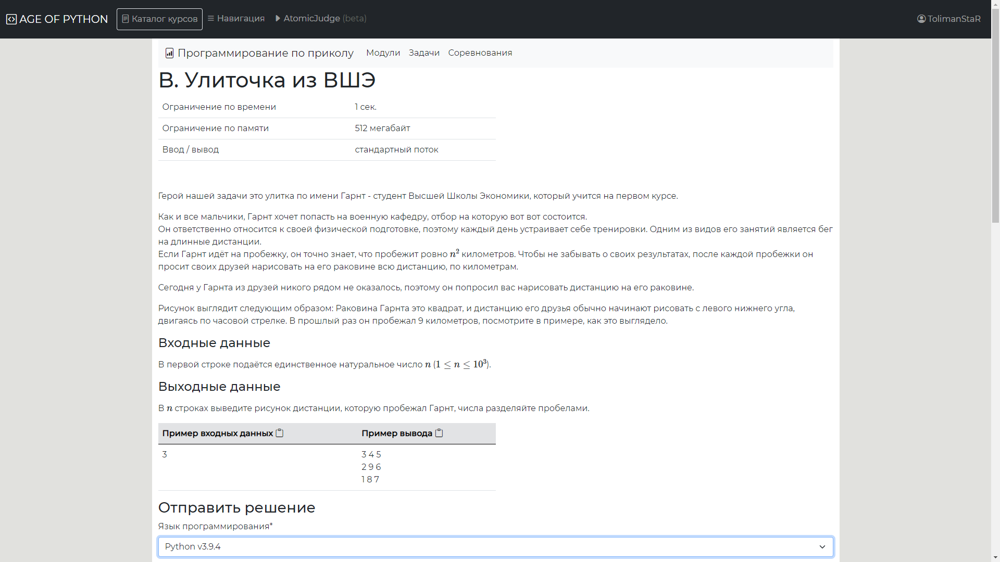 AGE OF PYTHON
Каталог курсов
Навигация
AtomicJudge (beta)
TolimanStaR
Программирование по приколу
Модули
Задачи
Соревнования
B. Улиточка из ВШЭ
Ограничение по времени 1 сек.
Ограничение по памяти 512 мегабайт
Ввод / вывод стандартный поток
Герой нашей задачи это улитка по имени Гарнт - студент Высшей Школы Экономики, который учится на первом курсе.
Как и все мальчики, Гарнт хочет попасть на военную кафедру, отбор на которую вот вот состоится.
Он ответственно относится к своей физической подготовке, поэтому каждый день устраивает себе тренировки. Одним из видов его занятий является бег
на длинные дистанции.
Если Гарнт идёт на пробежку, он точно знает, что пробежит ровно n² километров. Чтобы не забывать о своих результатах, после каждой пробежки он
просит своих друзей нарисовать на его раковине всю дистанцию, по километрам.
Сегодня у Гарнта из друзей никого рядом не оказалось, поэтому он попросил вас нарисовать дистанцию на его раковине.
Рисунок выглядит следующим образом: Раковина Гарнта это квадрат, и дистанцию его друзья обычно начинают рисовать с левого нижнего угла,
двигаясь по часовой стрелке. В прошлый раз он пробежал 9 километров, посмотрите в примере, как это выглядело.
Входные данные
В первой строке подаётся единственное натуральное число n (1 ≤ n ≤ 10³).
Выходные данные
В n строках выведите рисунок дистанции, которую пробежал Гарнт, числа разделяйте пробелами.
Пример входных данных Пример вывода
3 3 4 5
2 9 6
1 8 7
Отправить решение
Язык программирования*
Python v3.9.4